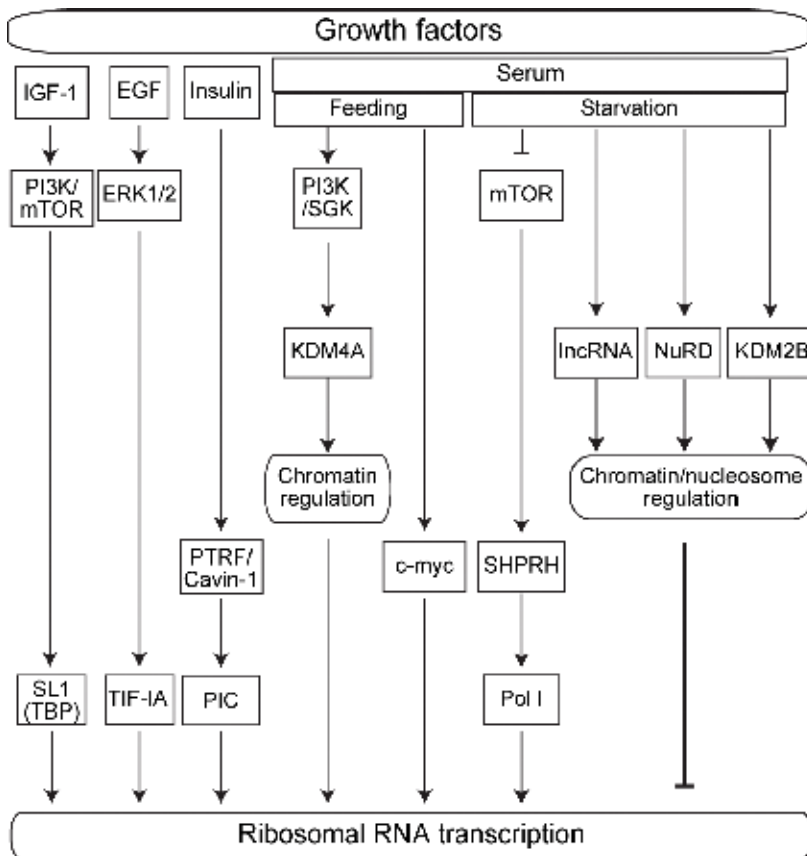 Growth factors
IGF-1
EGF
Insulin
Serum
Feeding
Starvation
PI3K/
mTOR
ERK1/2
PI3K
/SGK
mTOR
KDM4A
lncRNA
NuRD
KDM2B
Chromatin
regulation
Chromatin/nucleosome
regulation
PTRF/
Cavin-1
c-myc
SHPRH
SL1
(TBP)
TIF-IA
PIC
Pol I
Ribosomal RNA transcription